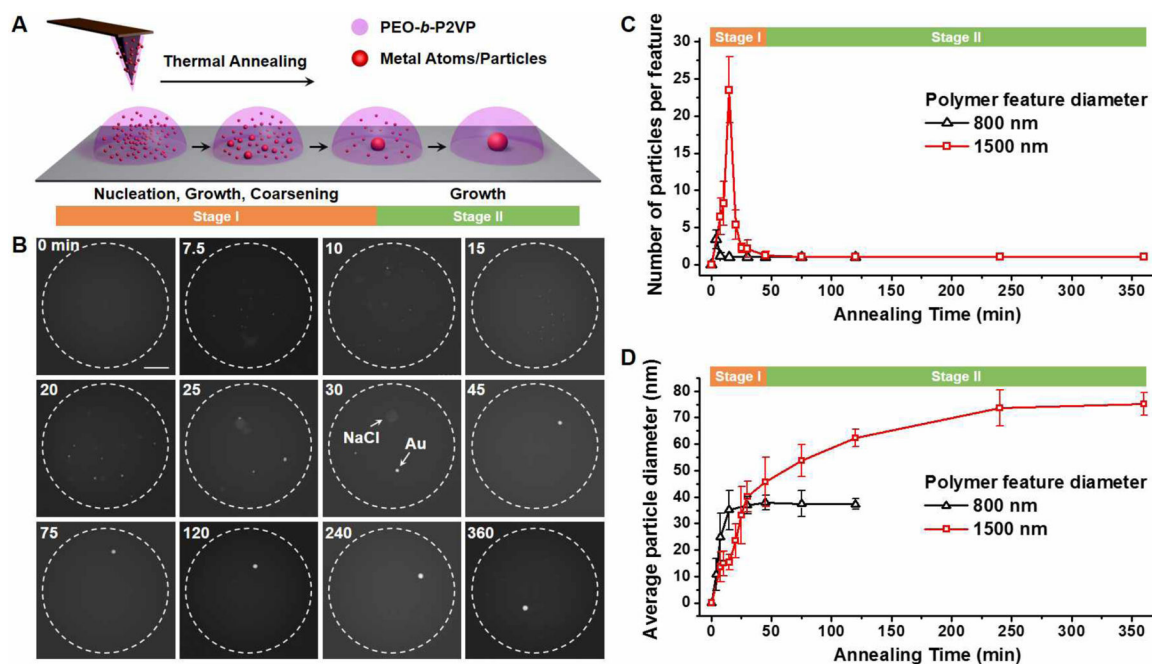 A
PEO-b-P2VP
Thermal Annealing
Metal Atoms/Particles
Nucleation, Growth, Coarsening
Growth
Stage I
Stage II
B
0 min
7.5
10
15
20
25
30
45
NaCl
Au
75
120
240
360
C
Stage I
Stage II
30
25
20
15
10
5
0
Number of particles per feature
Polymer feature diameter
800 nm
1500 nm
0 50 100 150 200 250 300 350
Annealing Time (min)
D
Stage I
Stage II
80
70
60
50
40
30
20
10
0
Average particle diameter (nm)
Polymer feature diameter
800 nm
1500 nm
0 50 100 150 200 250 300 350
Annealing Time (min)